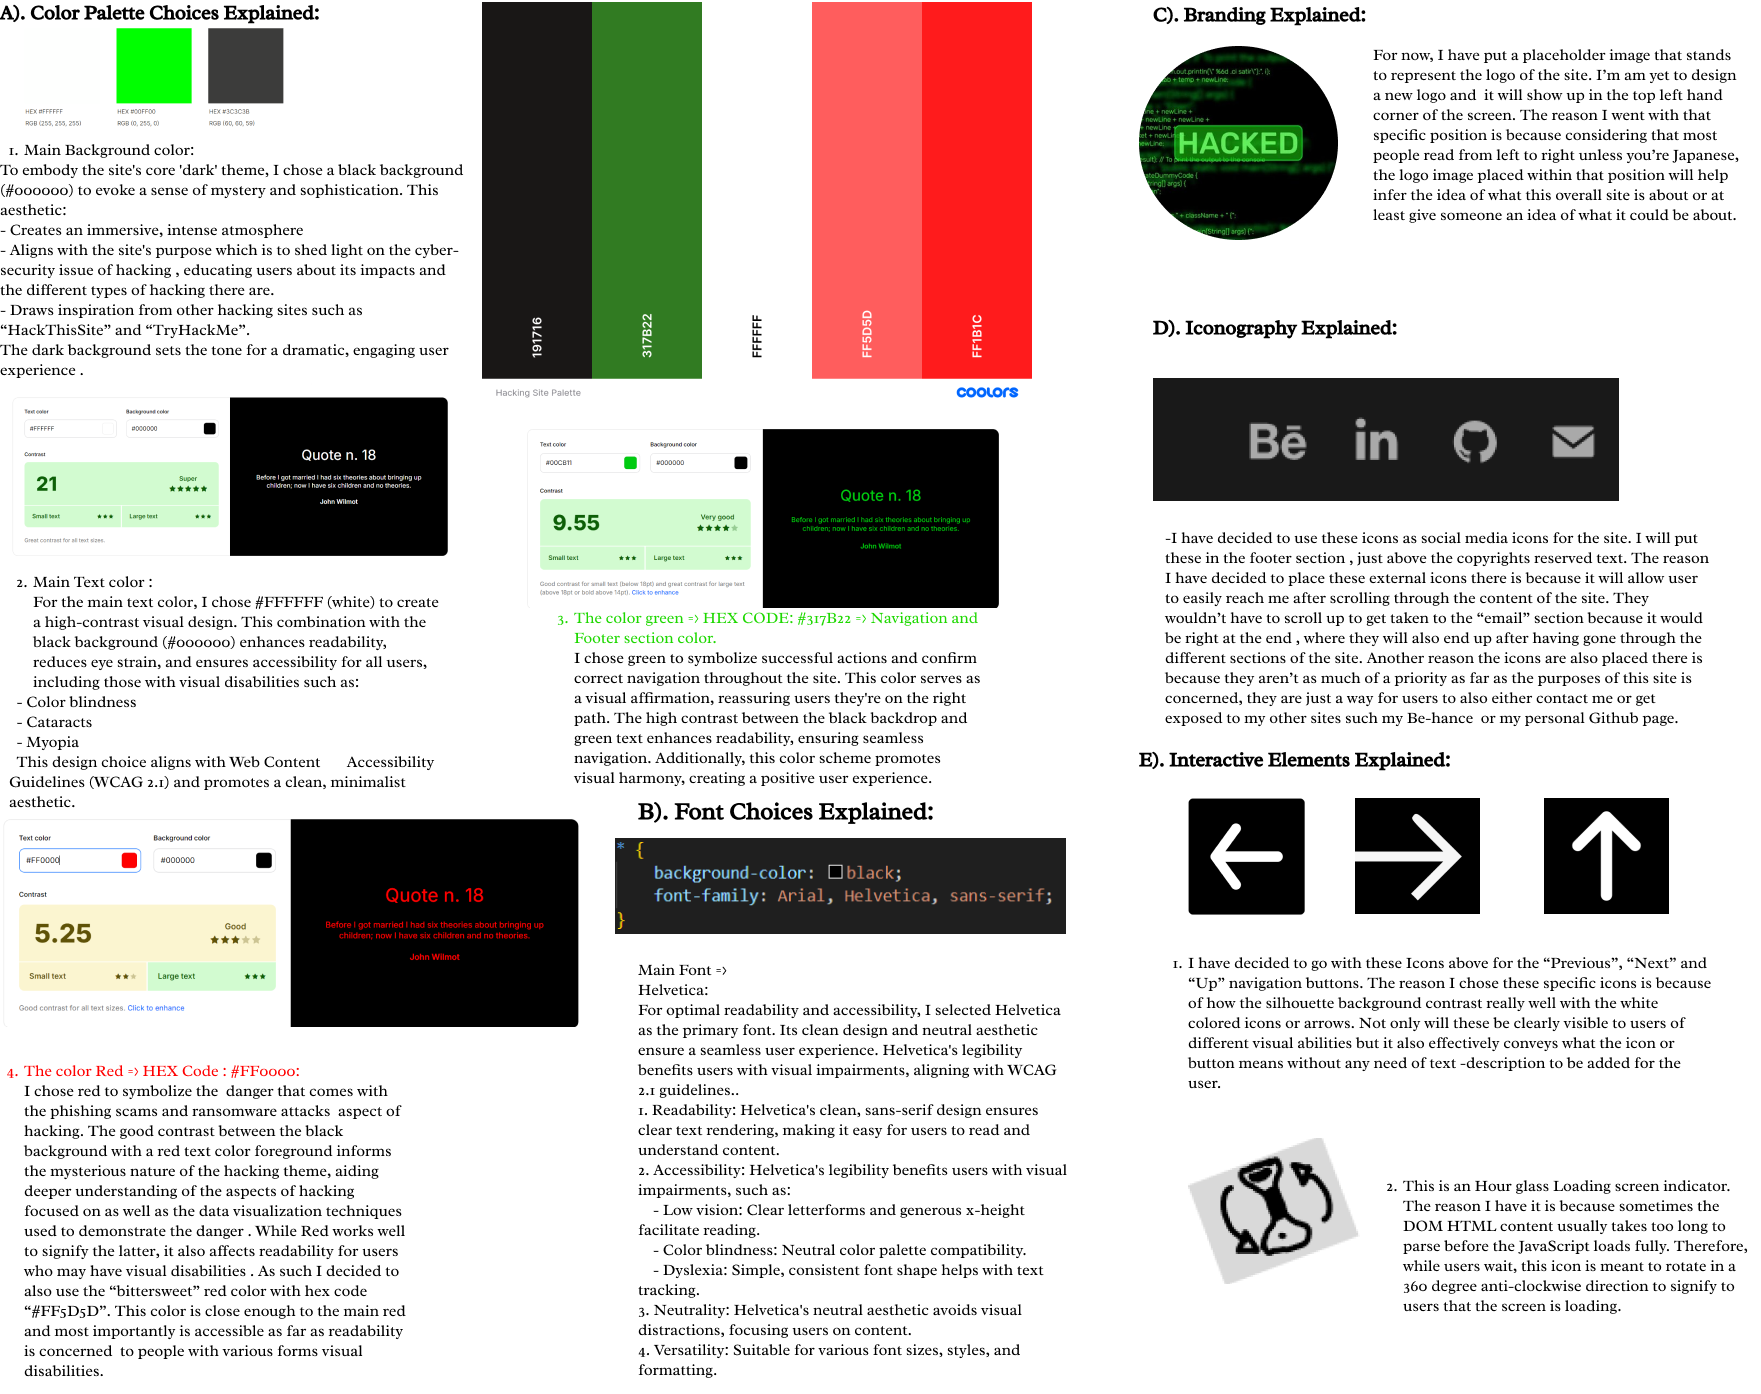 A). Color Palette Choices Explained:
HEX #FFFFFF
RGB (255, 255, 255)
HEX #00FF00
RGB (0, 255, 0)
HEX #3C3C3B
RGB (60, 60, 59)
1. Main Background color:
To embody the site's core 'dark' theme, I chose a black background
(#000000) to evoke a sense of mystery and sophistication. This
aesthetic:
- Creates an immersive, intense atmosphere
- Aligns with the site's purpose which is to shed light on the cyber-
security issue of hacking , educating users about its impacts and
the different types of hacking there are.
- Draws inspiration from other hacking sites such as
“HackThisSite” and “TryHackMe”.
The dark background sets the tone for a dramatic, engaging user
experience .
Text color
Background color
#FFFFFF
#000000
Contrast
21
Super
★★★★★
Small text ★★★
Large text ★★★
Great contrast for all text sizes.
Quote n. 18
Before I got married I had six theories about bringing up
children; now I have six children and no theories.
John Wilmot
2. Main Text color :
For the main text color, I chose #FFFFFF (white) to create
a high-contrast visual design. This combination with the
black background (#000000) enhances readability,
reduces eye strain, and ensures accessibility for all users,
including those with visual disabilities such as:
- Color blindness
- Cataracts
- Myopia
This design choice aligns with Web Content Accessibility
Guidelines (WCAG 2.1) and promotes a clean, minimalist
aesthetic.
Text color
Background color
#FF0000
#000000
Contrast
5.25
Good
★★★★★
Small text ★★★
Large text ★★★
Good contrast for all text sizes. Click to enhance
Quote n. 18
Before I got married I had six theories about bringing up
children; now I have six children and no theories.
John Wilmot
4. The color Red => HEX Code : #FF0000:
I chose red to symbolize the danger that comes with
the phishing scams and ransomware attacks aspect of
hacking. The good contrast between the black
background with a red text color foreground informs
the mysterious nature of the hacking theme, aiding
deeper understanding of the aspects of hacking
focused on as well as the data visualization techniques
used to demonstrate the danger . While Red works well
to signify the latter, it also affects readability for users
who may have visual disabilities . As such I decided to
also use the “bittersweet” red color with hex code
“#FF5D5D”. This color is close enough to the main red
and most importantly is accessible as far as readability
is concerned to people with various forms visual
disabilities.
191716
317B22
FFFFFF
FF5D5D
FF1B1C
Hacking Site Palette
coolors
Text color
Background color
#00CB11
#000000
Contrast
9.55
Very good
★★★★★
Small text ★★★
Large text ★★★
Good contrast for small text (below 18pt) and great contrast for large text
(above 18pt or bold above 14pt). Click to enhance
Quote n. 18
Before I got married I had six theories about bringing up
children; now I have six children and no theories.
John Wilmot
3. The color green => HEX CODE: #317B22 => Navigation and
Footer section color.
I chose green to symbolize successful actions and confirm
correct navigation throughout the site. This color serves as
a visual affirmation, reassuring users they're on the right
path. The high contrast between the black backdrop and
green text enhances readability, ensuring seamless
navigation. Additionally, this color scheme promotes
visual harmony, creating a positive user experience.
B). Font Choices Explained:
* {
background-color: black;
font-family: Arial, Helvetica, sans-serif;
}
Main Font =>
Helvetica:
For optimal readability and accessibility, I selected Helvetica
as the primary font. Its clean design and neutral aesthetic
ensure a seamless user experience. Helvetica's legibility
benefits users with visual impairments, aligning with WCAG
2.1 guidelines..
1. Readability: Helvetica's clean, sans-serif design ensures
clear text rendering, making it easy for users to read and
understand content.
2. Accessibility: Helvetica's legibility benefits users with visual
impairments, such as:
- Low vision: Clear letterforms and generous x-height
facilitate reading.
- Color blindness: Neutral color palette compatibility.
- Dyslexia: Simple, consistent font shape helps with text
tracking.
3. Neutrality: Helvetica's neutral aesthetic avoids visual
distractions, focusing users on content.
4. Versatility: Suitable for various font sizes, styles, and
formatting.
C). Branding Explained:
HACKED
For now, I have put a placeholder image that stands
to represent the logo of the site. I’m am yet to design
a new logo and it will show up in the top left hand
corner of the screen. The reason I went with that
specific position is because considering that most
people read from left to right unless you’re Japanese,
the logo image placed within that position will help
infer the idea of what this overall site is about or at
least give someone an idea of what it could be about.
D). Iconography Explained:
Bē in
-I have decided to use these icons as social media icons for the site. I will put
these in the footer section , just above the copyrights reserved text. The reason
I have decided to place these external icons there is because it will allow user
to easily reach me after scrolling through the content of the site. They
wouldn’t have to scroll up to get taken to the “email” section because it would
be right at the end , where they will also end up after having gone through the
different sections of the site. Another reason the icons are also placed there is
because they aren’t as much of a priority as far as the purposes of this site is
concerned, they are just a way for users to also either contact me or get
exposed to my other sites such my Be-hance or my personal Github page.
E). Interactive Elements Explained:
1. I have decided to go with these Icons above for the “Previous”, “Next” and
“Up” navigation buttons. The reason I chose these specific icons is because
of how the silhouette background contrast really well with the white
colored icons or arrows. Not only will these be clearly visible to users of
different visual abilities but it also effectively conveys what the icon or
button means without any need of text -description to be added for the
user.
2. This is an Hour glass Loading screen indicator.
The reason I have it is because sometimes the
DOM HTML content usually takes too long to
parse before the JavaScript loads fully. Therefore,
while users wait, this icon is meant to rotate in a
360 degree anti-clockwise direction to signify to
users that the screen is loading.